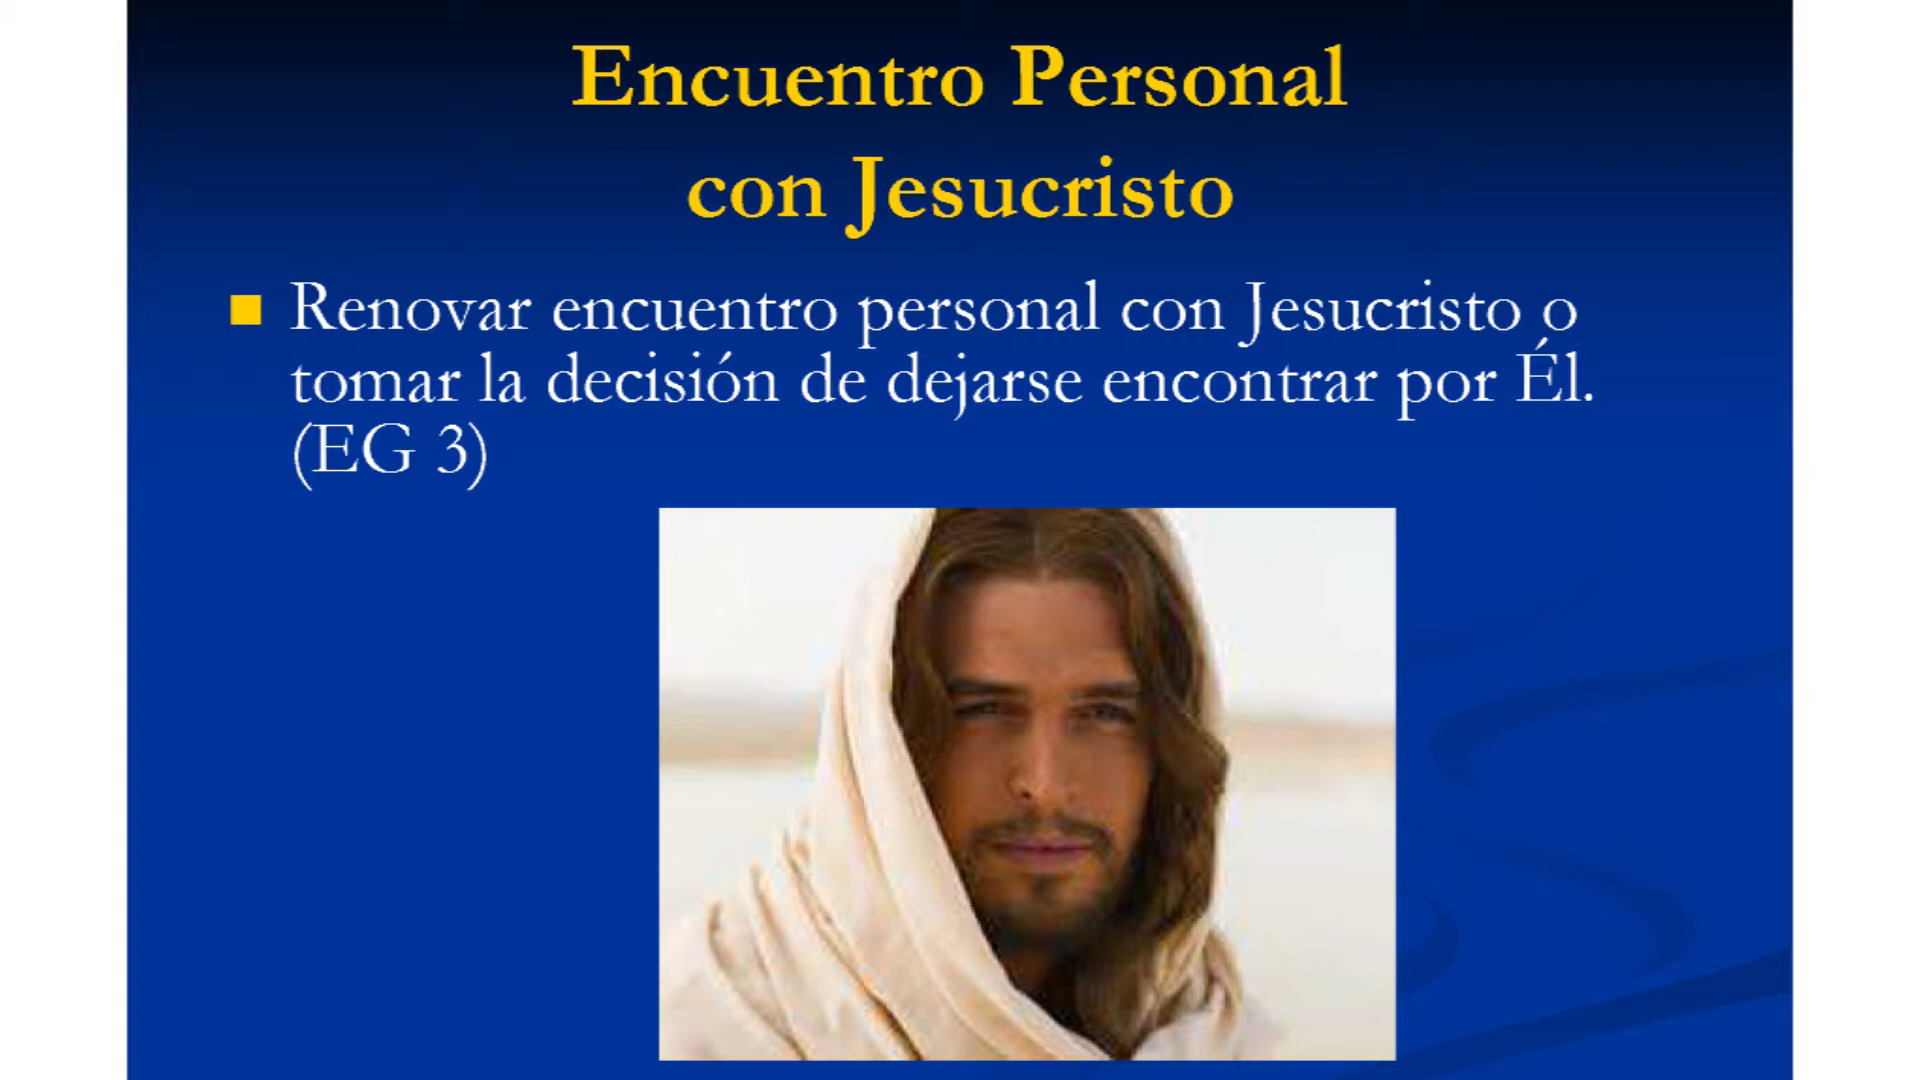 Encuentro Personal
con Jesucristo
Renovar encuentro personal con Jesucristo o
tomar la decisión de dejarse encontrar por Él.
(EG 3)